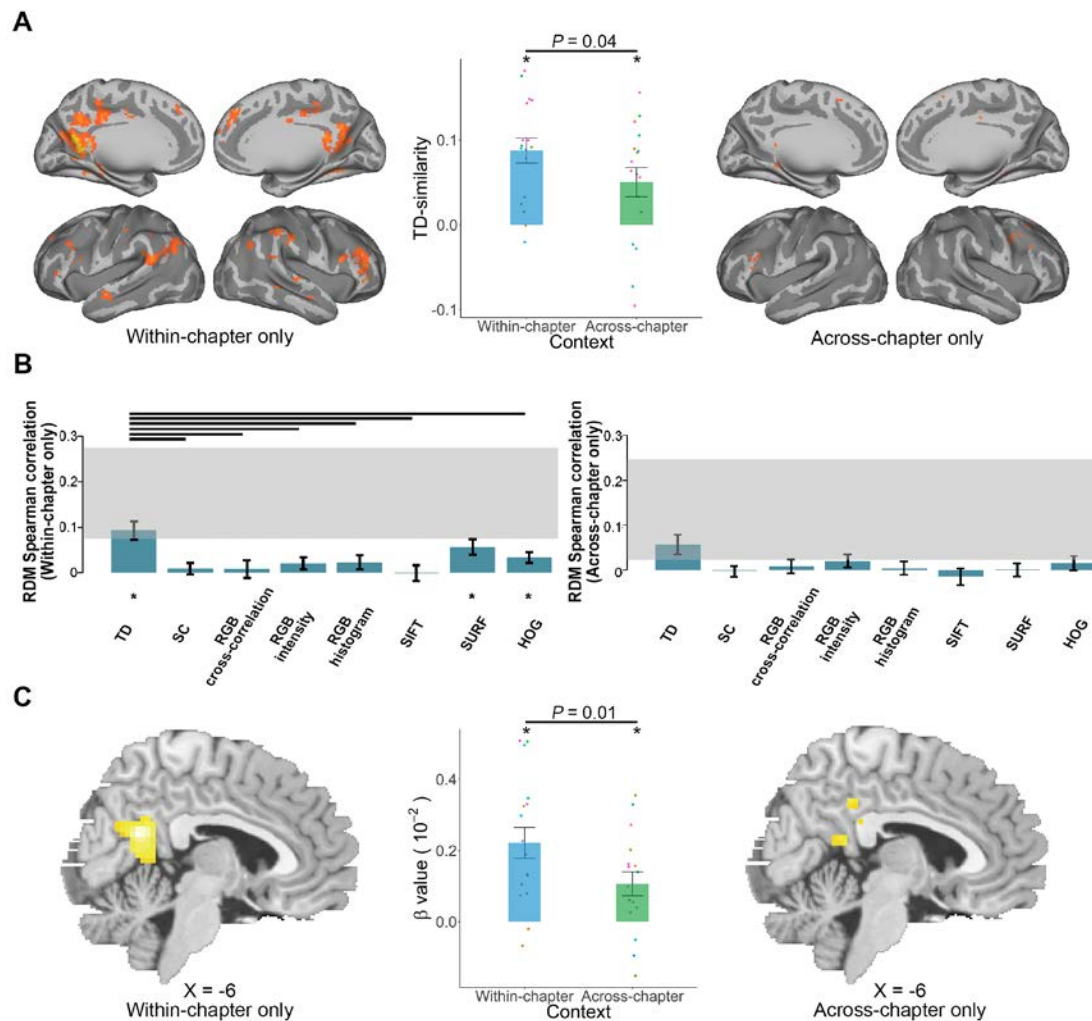 A
P = 0.04
* *
TD-similarity
0.1
0.0
-0.1
Within-chapter Across-chapter
Context
Within-chapter only
Across-chapter only
B
RDM Spearman correlation
(Within-chapter only)
0.3
0.2
0.1
0
* * *
TD
SC
RGB
cross-correlation
RGB
intensity
RGB
histogram
SIFT
SURF
HOG
RDM Spearman correlation
(Across-chapter only)
0.3
0.2
0.1
0
TD
SC
RGB
cross-correlation
RGB
intensity
RGB
histogram
SIFT
SURF
HOG
C
P = 0.01
* *
β value ( 10⁻² )
0.4
0.2
0.0
Within-chapter Across-chapter
Context
X = -6
Within-chapter only
X = -6
Across-chapter only